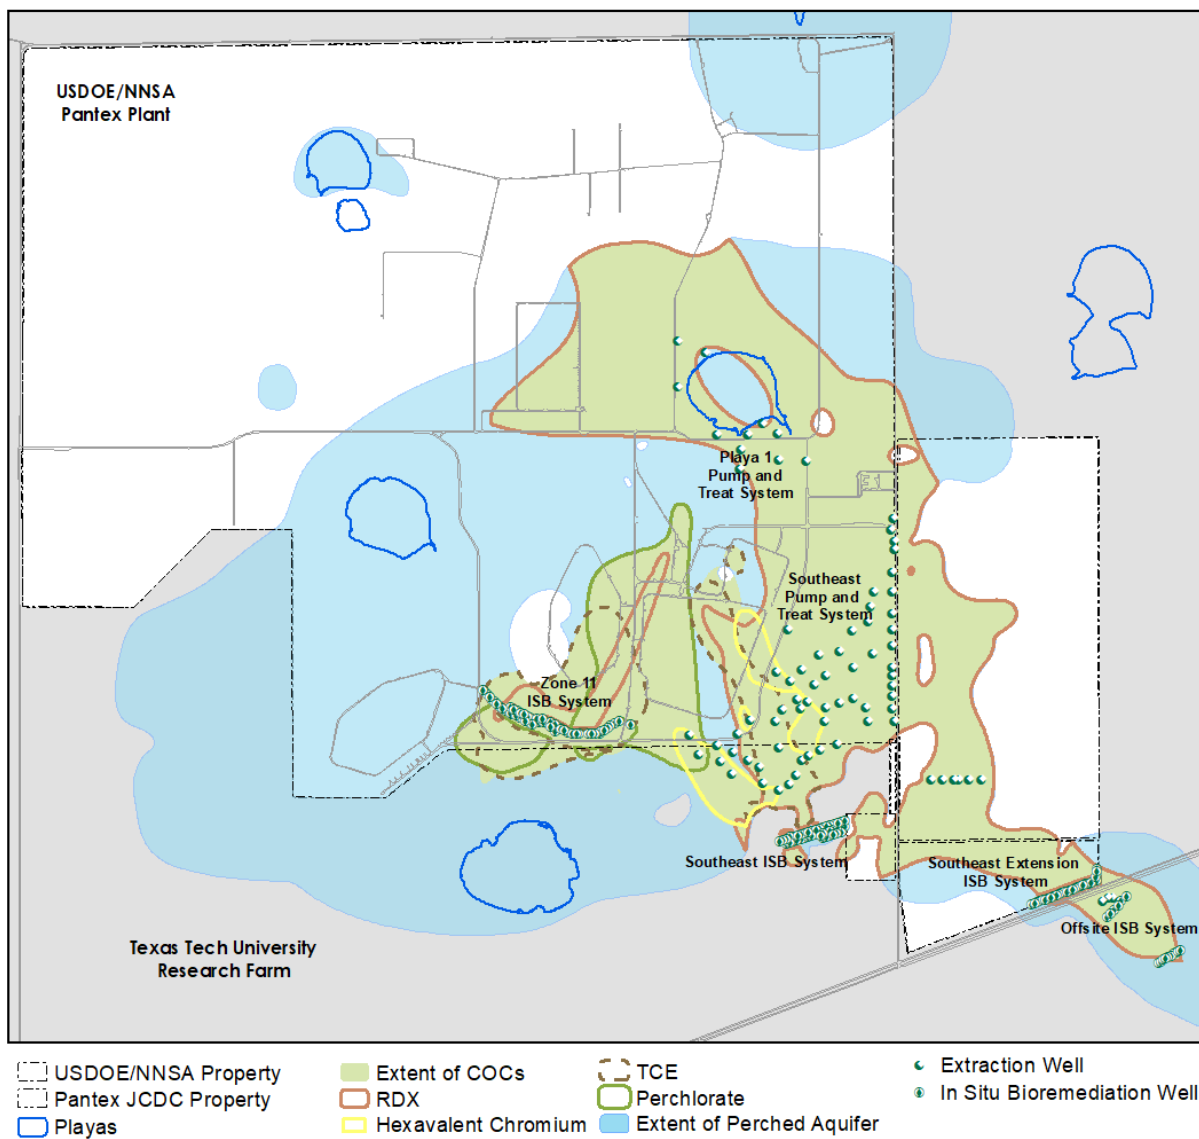 USDOE/NNSA
Pantex Plant
Playa 1
Pump and
Treat System
Southeast
Pump and
Treat System
Zone 11
ISB System
Southeast ISB System
Southeast Extension
ISB System
Offsite ISB System
Texas Tech University
Research Farm
USDOE/NNSA Property
Pantex JCDC Property
Playas
Extent of COCs
RDX
Hexavalent Chromium
TCE
Perchlorate
Extent of Perched Aquifer
Extraction Well
In Situ Bioremediation Well